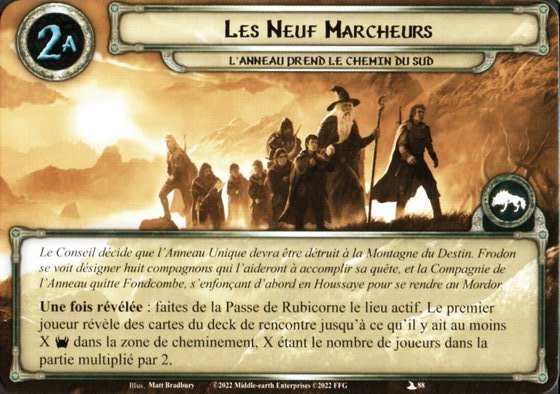 2A
LES NEUF MARCHEURS
L'ANNEAU PREND LE CHEMIN DU SUD
Le Conseil décide que l'Anneau Unique devra être détruit à la Montagne du Destin. Frodon
se voit désigner huit compagnons qui l'aideront à accomplir sa quête, et la Compagnie de
l'Anneau quitte Fondcombe, s'enfonçant d'abord en Houssaye pour se rendre au Mordor.
Une fois révélée : faites de la Passe de Rubicorne le lieu actif. Le premier
joueur révèle des cartes du deck de rencontre jusqu'à ce qu'il y ait au moins
X dans la zone de cheminement, X étant le nombre de joueurs dans la
partie multiplié par 2.
Illus. Matt Bradbury ©2022 Middle-earth Enterprises ©2022 FFG 88